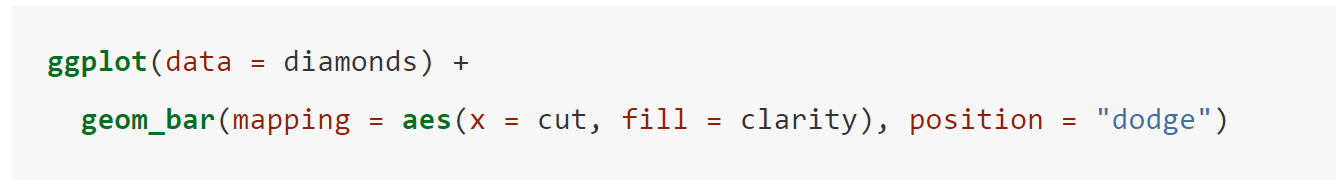 ggplot(data = diamonds) +
  geom_bar(mapping = aes(x = cut, fill = clarity), position = "dodge")